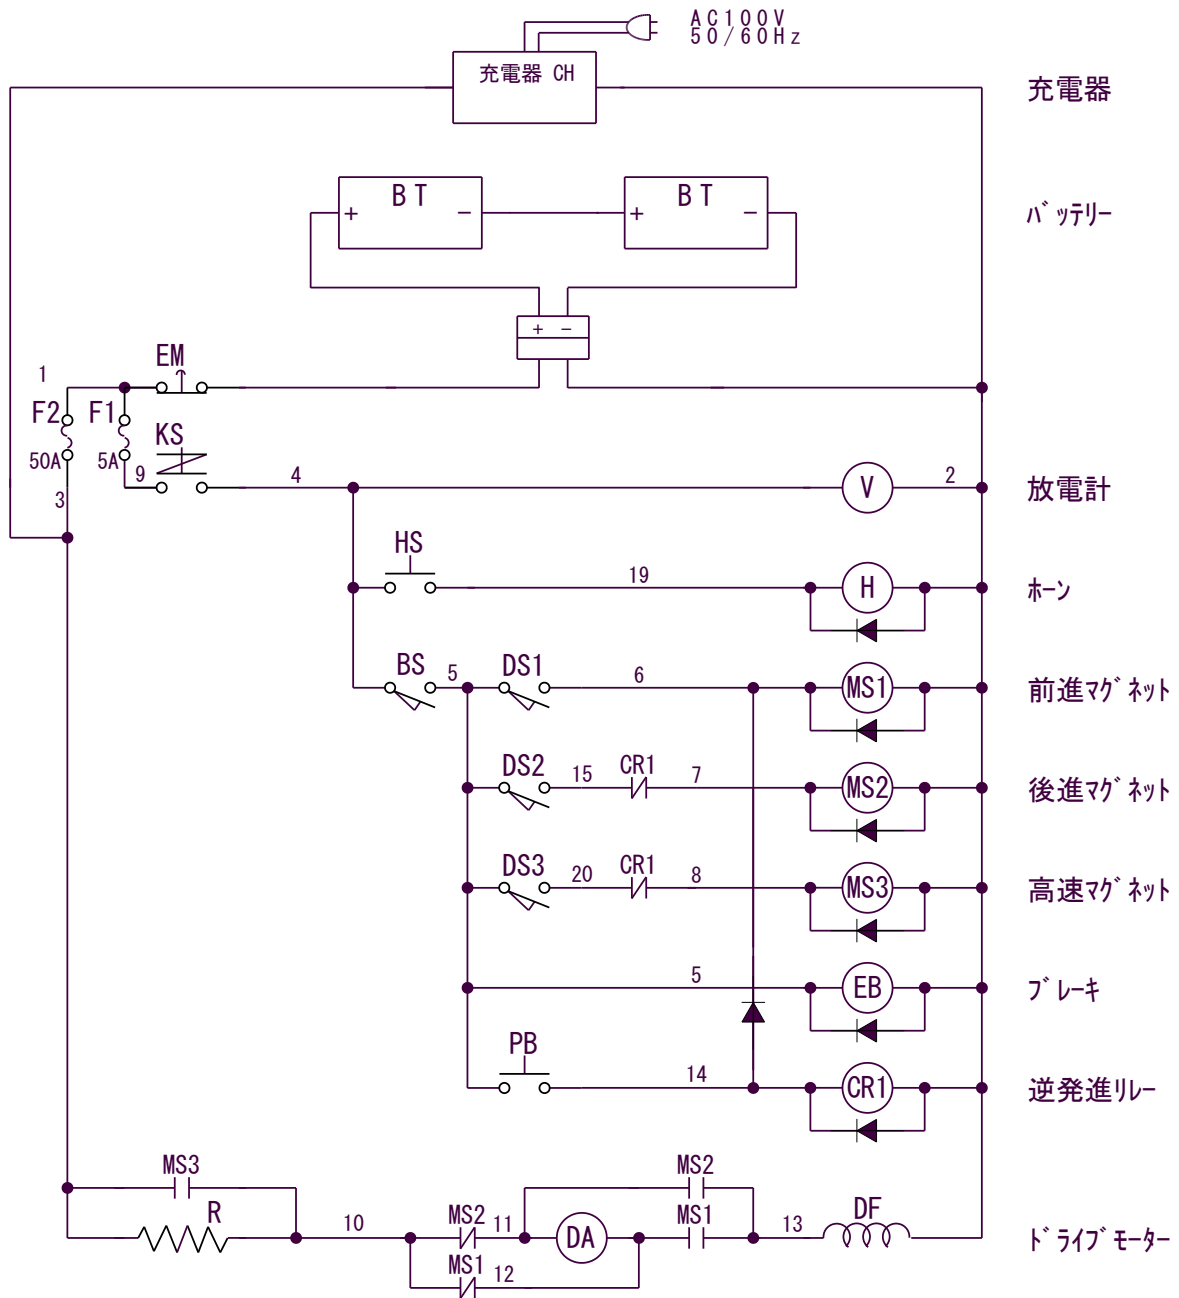 AC100V
50/60Hz
充電器 CH
充電器
BT
BT
+
−
+
−
バッテリー
+ −
EM
1
F2
F1
50A
5A
KS
9
4
V
2
放電計
3
HS
19
H
ホーン
BS
5
DS1
6
MS1
前進マグネット
DS2
15
CR1
7
MS2
後進マグネット
DS3
20
CR1
8
MS3
高速マグネット
5
EB
ブレーキ
PB
14
CR1
逆発進リレー
MS3
MS2
R
10
MS2
11
DA
MS1
13
DF
ドライブモーター
MS1
12